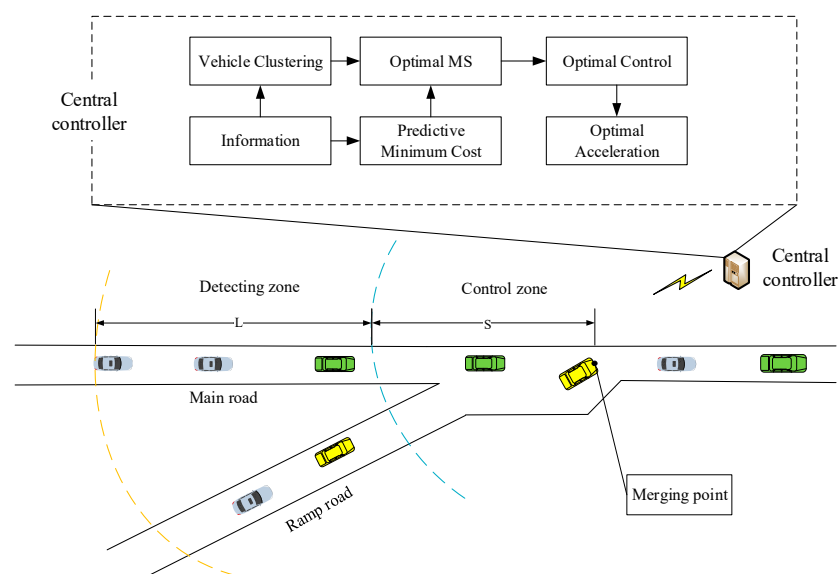 Vehicle Clustering
Optimal MS
Optimal Control
Central
controller
Information
Predictive
Minimum Cost
Optimal
Acceleration
Central
controller
Detecting zone
Control zone
L
S
Main road
Ramp road
Merging point